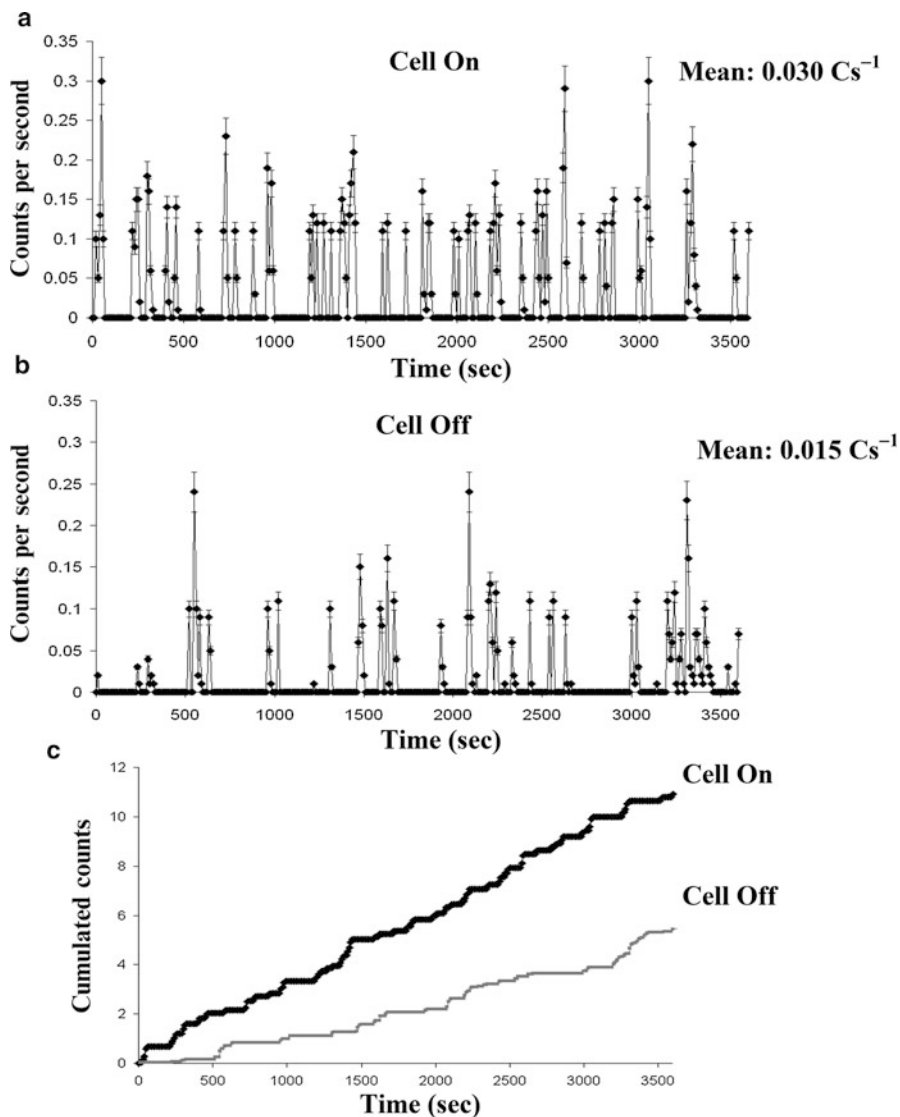 a
0.35
0.3
0.25
0.2
0.15
0.1
0.05
0
Counts per second
Cell On
Mean: 0.030 Cs⁻¹
0 500 1000 1500 2000 2500 3000 3500
Time (sec)
b
0.35
0.3
0.25
0.2
0.15
0.1
0.05
0
Counts per second
Cell Off
Mean: 0.015 Cs⁻¹
0 500 1000 1500 2000 2500 3000 3500
Time (sec)
c
12
10
8
6
4
2
0
Cumulated counts
Cell On
Cell Off
0 500 1000 1500 2000 2500 3000 3500
Time (sec)